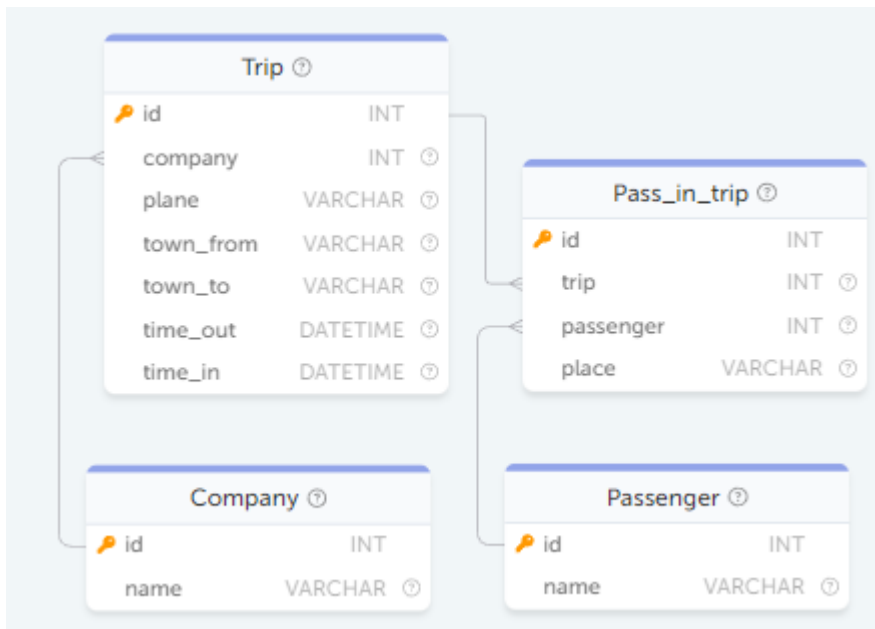 Trip
id INT
company INT
plane VARCHAR
town_from VARCHAR
town_to VARCHAR
time_out DATETIME
time_in DATETIME
Pass_in_trip
id INT
trip INT
passenger INT
place VARCHAR
Company
id INT
name VARCHAR
Passenger
id INT
name VARCHAR